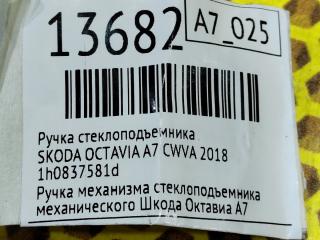 13682
A7_025
Ручка стеклоподъемника
SKODA OCTAVIA A7 CWVA 2018
1h0837581d
Ручка механизма стеклоподъемника
механического Шкода Октавиа А7